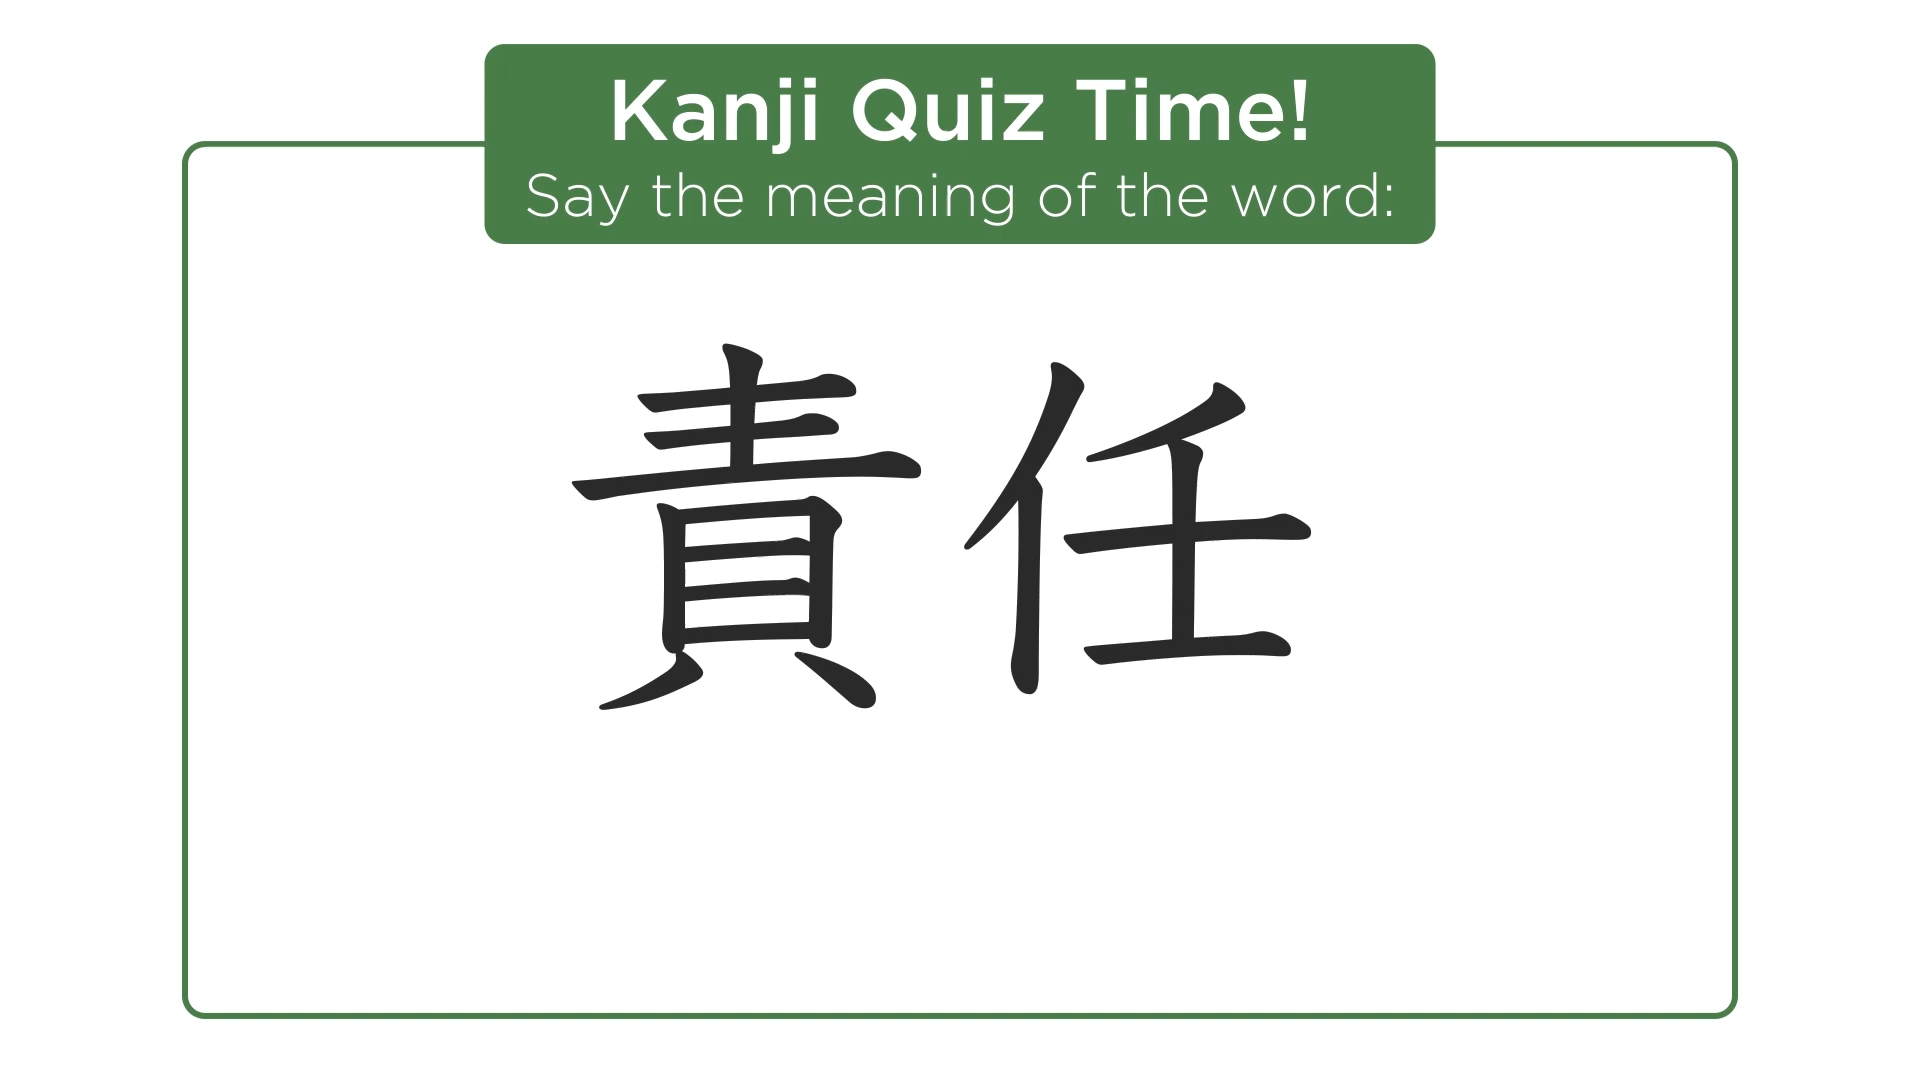 Kanji Quiz Time!
Say the meaning of the word:
責任